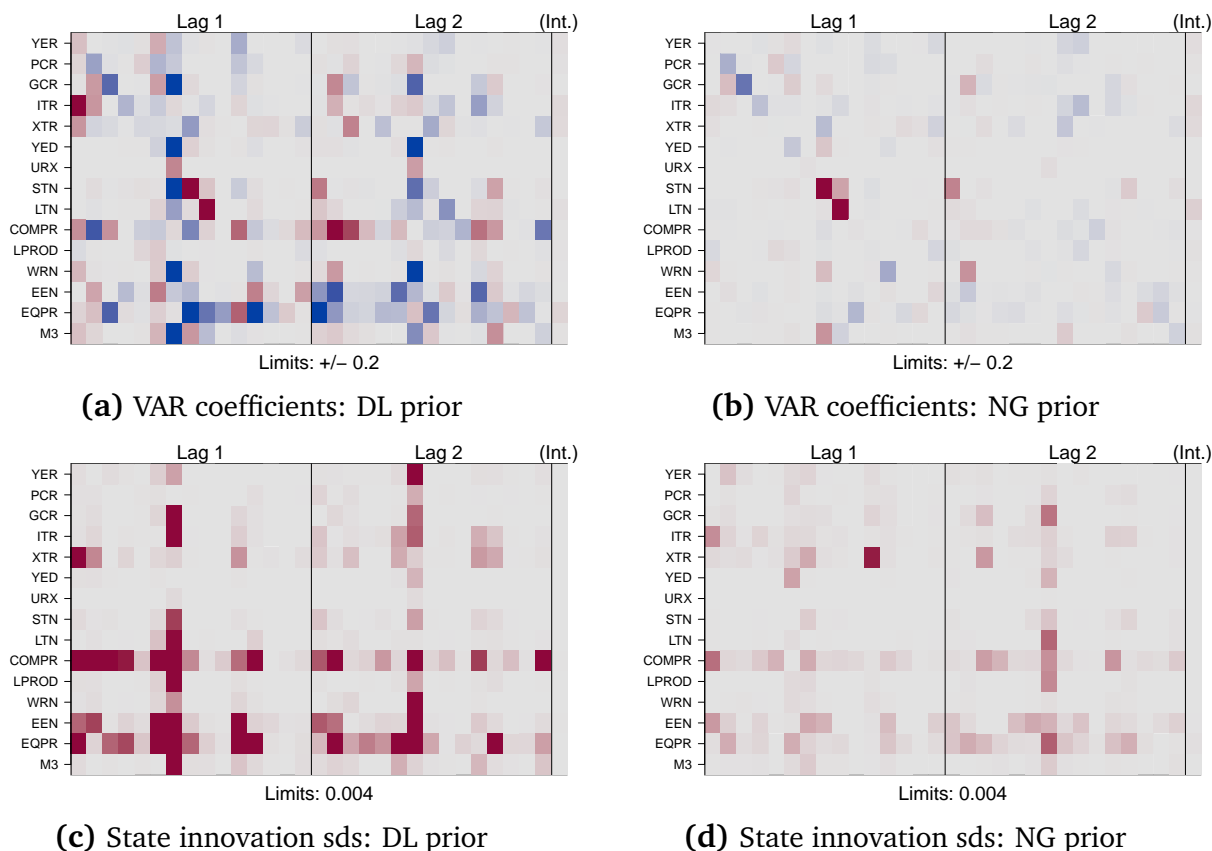 Lag 1 Lag 2 (Int.)
YER
PCR
GCR
ITR
XTR
YED
URX
STN
LTN
COMPR
LPROD
WRN
EEN
EQPR
M3
Limits: +/− 0.2
(a) VAR coefficients: DL prior
Lag 1 Lag 2 (Int.)
YER
PCR
GCR
ITR
XTR
YED
URX
STN
LTN
COMPR
LPROD
WRN
EEN
EQPR
M3
Limits: +/− 0.2
(b) VAR coefficients: NG prior
Lag 1 Lag 2 (Int.)
YER
PCR
GCR
ITR
XTR
YED
URX
STN
LTN
COMPR
LPROD
WRN
EEN
EQPR
M3
Limits: 0.004
(c) State innovation sds: DL prior
Lag 1 Lag 2 (Int.)
YER
PCR
GCR
ITR
XTR
YED
URX
STN
LTN
COMPR
LPROD
WRN
EEN
EQPR
M3
Limits: 0.004
(d) State innovation sds: NG prior